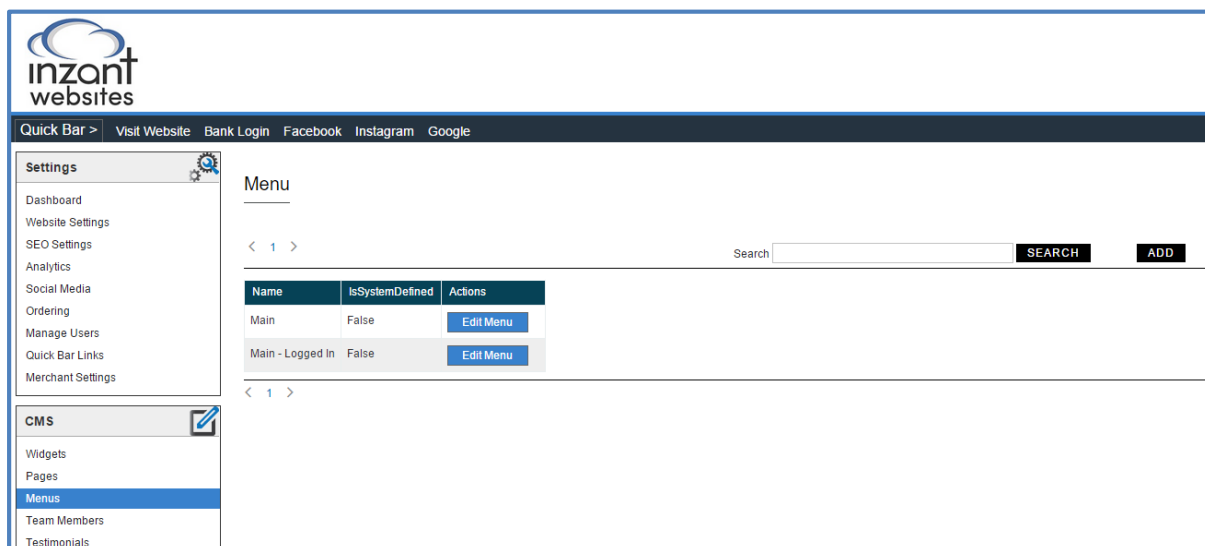 inzant
websites
Quick Bar > Visit Website Bank Login Facebook Instagram Google
Settings
Dashboard
Website Settings
SEO Settings
Analytics
Social Media
Ordering
Manage Users
Quick Bar Links
Merchant Settings
CMS
Widgets
Pages
Menus
Team Members
Testimonials
Menu
< 1 >
Search SEARCH ADD
Name IsSystemDefined Actions
Main False Edit Menu
Main - Logged In False Edit Menu
< 1 >